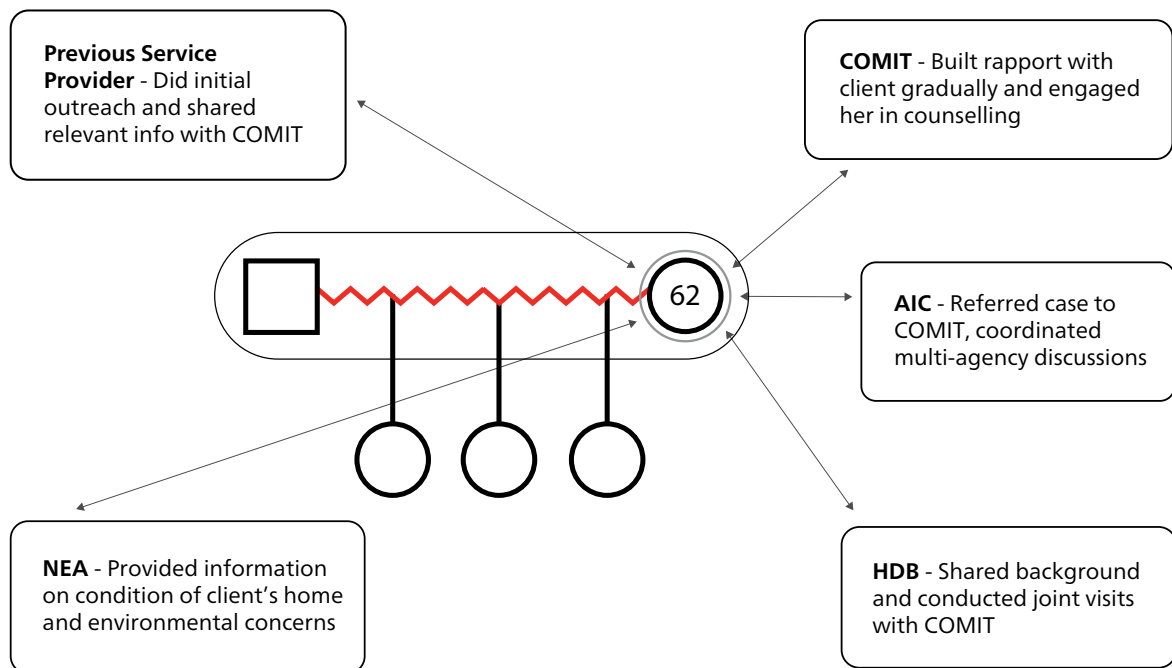 Previous Service
Provider - Did initial
outreach and shared
relevant info with COMIT
COMIT - Built rapport with
client gradually and engaged
her in counselling
62
AIC - Referred case to
COMIT, coordinated
multi-agency discussions
NEA - Provided information
on condition of client’s home
and environmental concerns
HDB - Shared background
and conducted joint visits
with COMIT